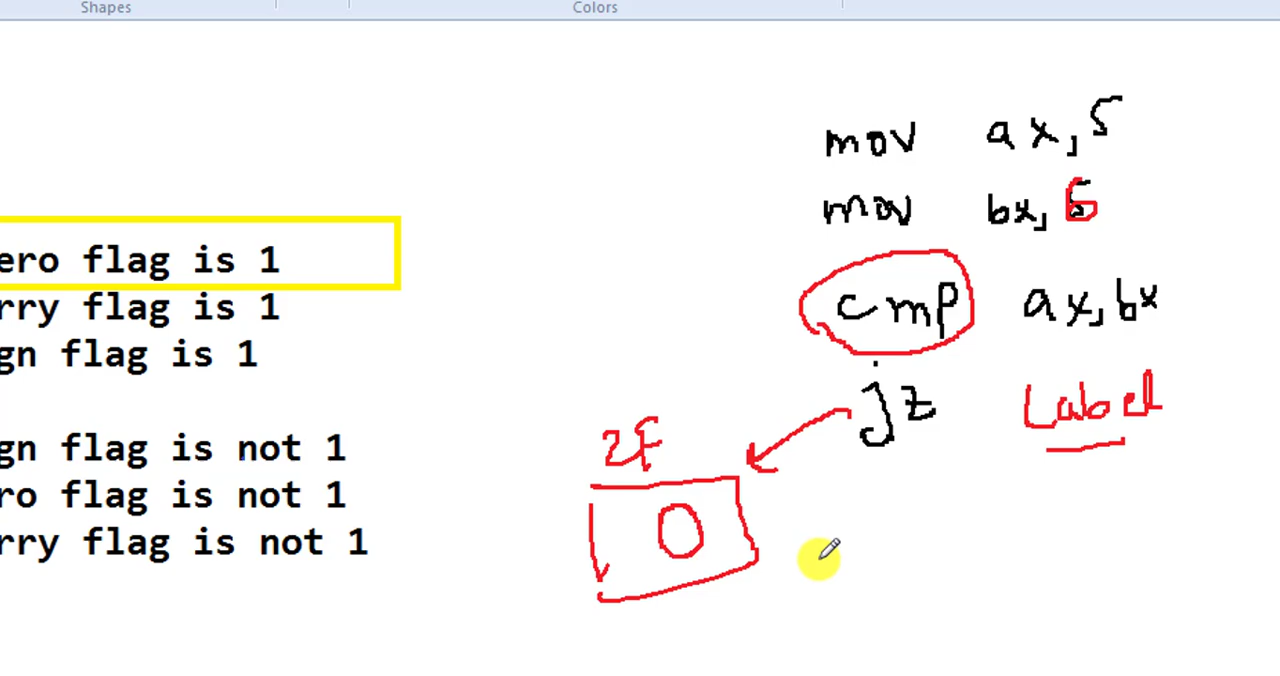 Shapes Colors
mov ax,5
mov bx,6
ero flag is 1
rry flag is 1
gn flag is 1
cmp ax,bx
jz Label
gn flag is not 1
ro flag is not 1
rry flag is not 1
ZF
0